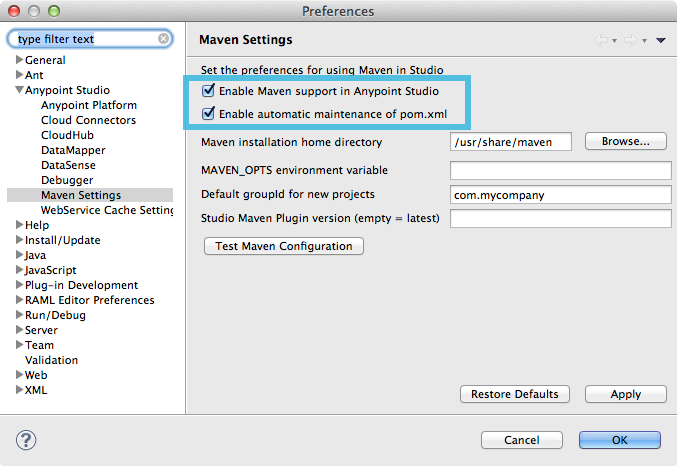 Preferences
type filter text
General
Ant
Anypoint Studio
Anypoint Platform
Cloud Connectors
CloudHub
DataMapper
DataSense
Debugger
Maven Settings
WebService Cache Setting
Help
Install/Update
Java
JavaScript
Plug-in Development
RAML Editor Preferences
Run/Debug
Server
Team
Validation
Web
XML
Maven Settings
Set the preferences for using Maven in Studio
Enable Maven support in Anypoint Studio
Enable automatic maintenance of pom.xml
Maven installation home directory /usr/share/maven Browse...
MAVEN_OPTS environment variable
Default groupId for new projects com.mycompany
Studio Maven Plugin version (empty = latest)
Test Maven Configuration
Restore Defaults Apply
? Cancel OK